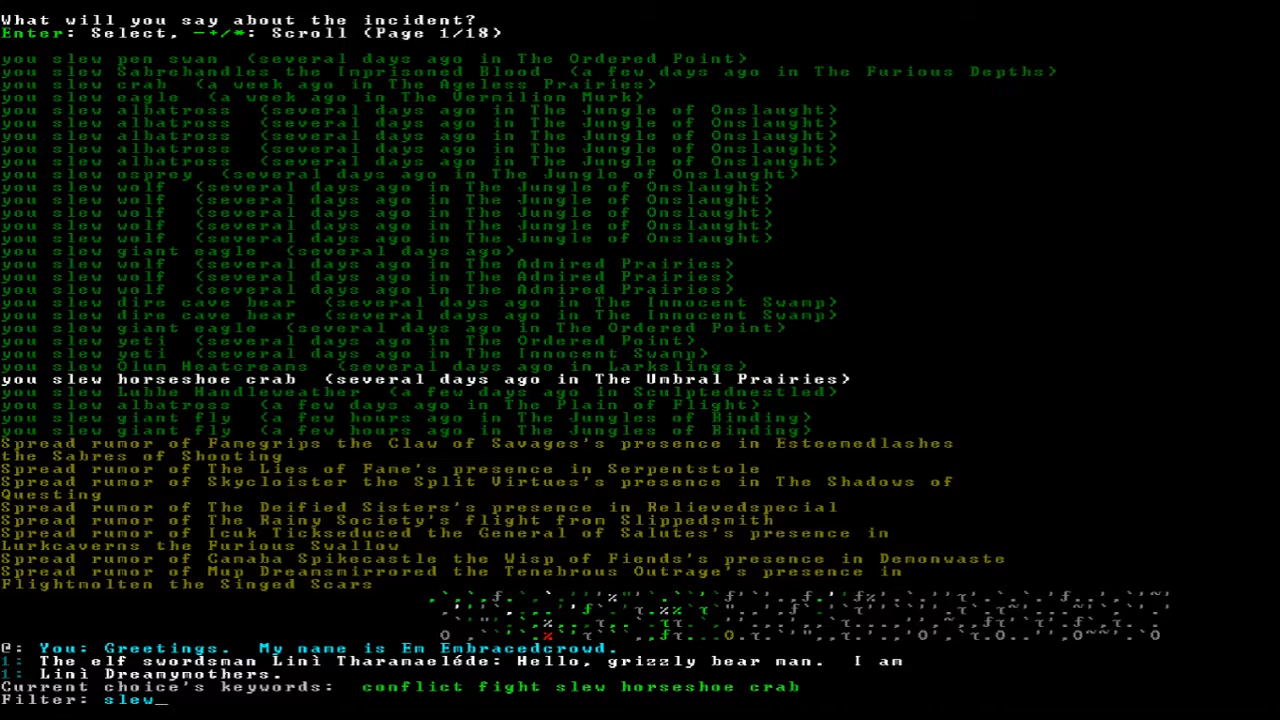 What will you say about the incident?
Enter: Select, -+/*: Scroll (Page 1/18)
you slew pen swan (several days ago in The Ordered Point)
you slew Sabrehandles the Imprisoned Blood (a few days ago in The Furious Depths)
you slew crab (a week ago in The Ageless Prairies)
you slew eagle (a week ago in The Vermilion Murk)
you slew albatross (several days ago in The Jungle of Onslaught)
you slew albatross (several days ago in The Jungle of Onslaught)
you slew albatross (several days ago in The Jungle of Onslaught)
you slew albatross (several days ago in The Jungle of Onslaught)
you slew albatross (several days ago in The Jungle of Onslaught)
you slew osprey (several days ago in The Jungle of Onslaught)
you slew wolf (several days ago in The Jungle of Onslaught)
you slew wolf (several days ago in The Jungle of Onslaught)
you slew wolf (several days ago in The Jungle of Onslaught)
you slew wolf (several days ago in The Jungle of Onslaught)
you slew wolf (several days ago in The Jungle of Onslaught)
you slew giant eagle (several days ago)
you slew wolf (several days ago in The Admired Prairies)
you slew wolf (several days ago in The Admired Prairies)
you slew wolf (several days ago in The Admired Prairies)
you slew dire cave bear (several days ago in The Innocent Swamp)
you slew dire cave bear (several days ago in The Innocent Swamp)
you slew giant eagle (several days ago in The Ordered Point)
you slew yeti (several days ago in The Ordered Point)
you slew yeti (several days ago in The Innocent Swamp)
you slew Olum Heatcreams (several days ago in Larkslings)
you slew horseshoe crab (several days ago in The Umbral Prairies)
you slew Lubbe Handleweather (a few days ago in Sculptednestled)
you slew albatross (a few days ago in The Plain of Flight)
you slew giant fly (a few hours ago in The Jungles of Binding)
you slew giant fly (a few hours ago in The Jungles of Binding)
Spread rumor of Fanegrips the Claw of Savages's presence in Esteemedlashes
the Sabres of Shooting
Spread rumor of The Lies of Fame's presence in Serpentstole
Spread rumor of Skycloister the Split Virtues's presence in The Shadows of
Questing
Spread rumor of The Deified Sisters's presence in Relievedspecial
Spread rumor of The Rainy Society's flight from Slippedsmith
Spread rumor of Icuk Tickseduced the General of Salutes's presence in
Lurkcaverns the Furious Swallow
Spread rumor of Camaba Spikecastle the Wisp of Fiends's presence in Demonwaste
Spread rumor of Mup Dreamsmirrored the Tenebrous Outrage's presence in
Flightmolten the Singed Scars
@: You: Greetings. My name is Em Embracedcrowd.
i: The elf swordsman Linì Tharamaeléde: Hello, grizzly bear man. I am
i: Linì Dreamymothers.
Current choice's keywords: conflict fight slew horseshoe crab
Filter: slew_